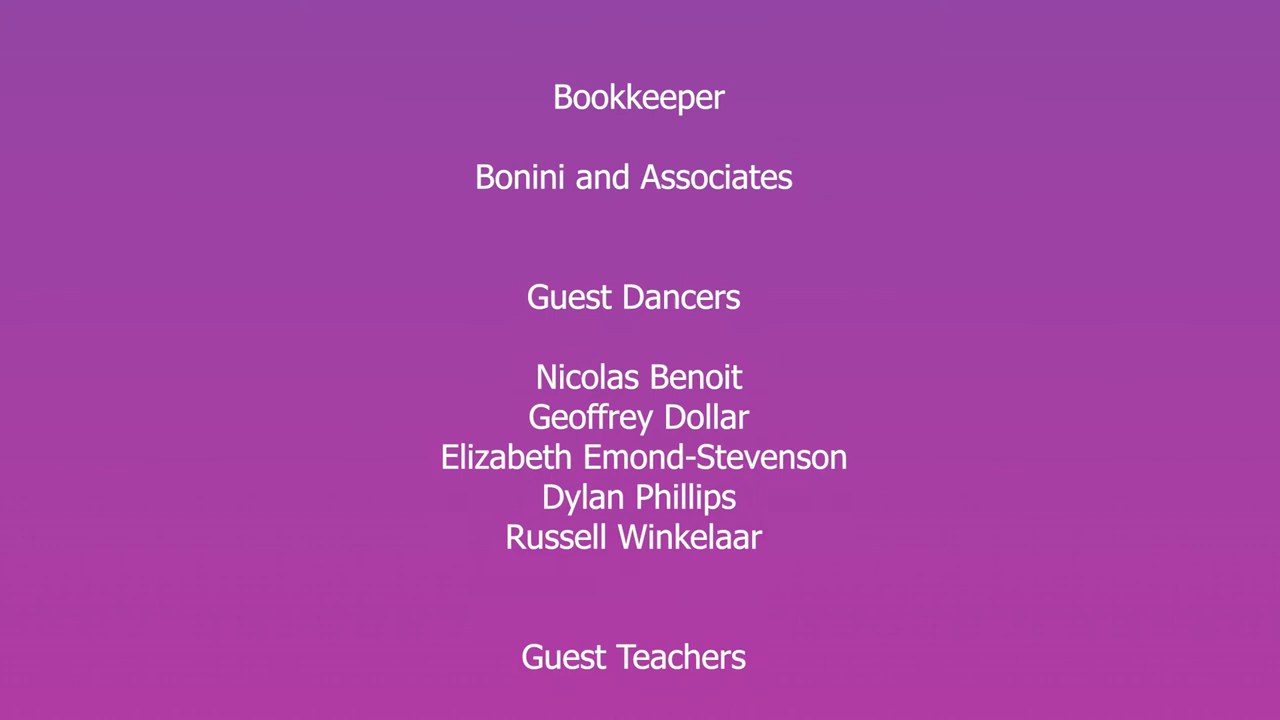 Bookkeeper
Bonini and Associates
Guest Dancers
Nicolas Benoit
Geoffrey Dollar
Elizabeth Emond-Stevenson
Dylan Phillips
Russell Winkelaar
Guest Teachers